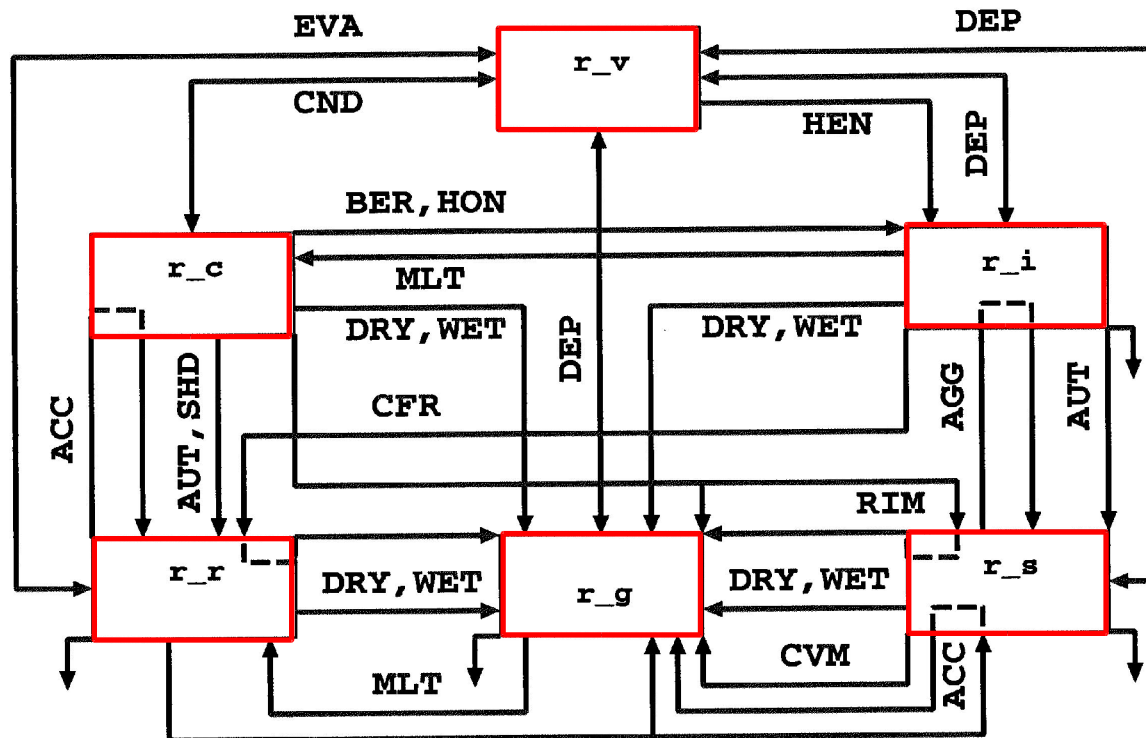 EVA
DEP
r_v
CND
HEN
DEP
BER,HON
r_c
MLT
r_i
DRY,WET
DEP
DRY,WET
ACC
AUT,SHD
CFR
AGG
AUT
RIM
r_r
DRY,WET
r_g
DRY,WET
r_s
MLT
CVM
ACC